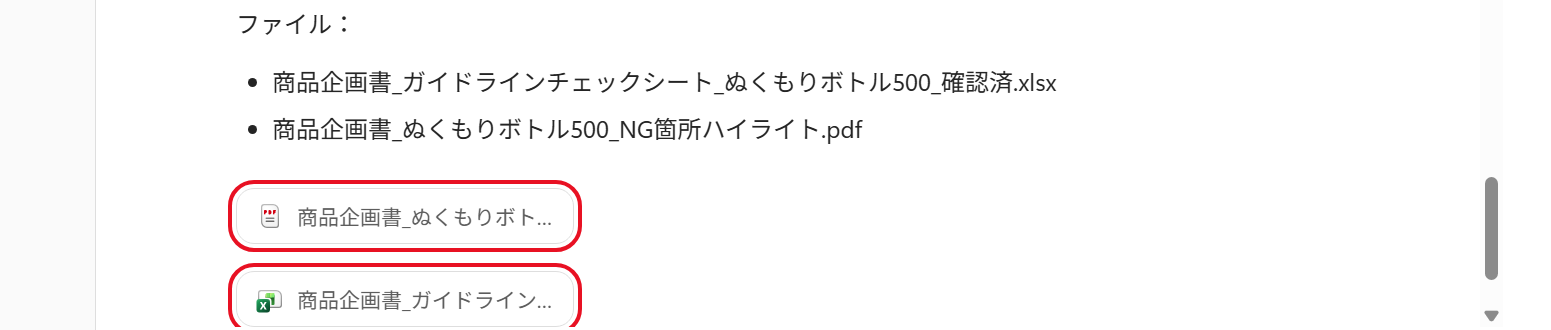 ファイル：
商品企画書_ガイドラインチェックシート_ぬくもりボトル500_確認済.xlsx
商品企画書_ぬくもりボトル500_NG箇所ハイライト.pdf
PDF 商品企画書_ぬくもりボト...
X 商品企画書_ガイドライン...